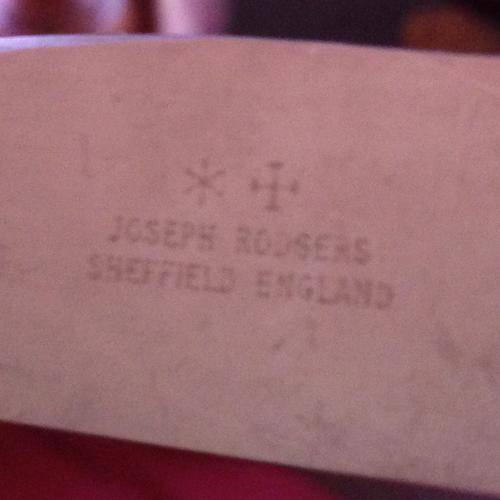 JOSEPH RODGERS
SHEFFIELD ENGLAND